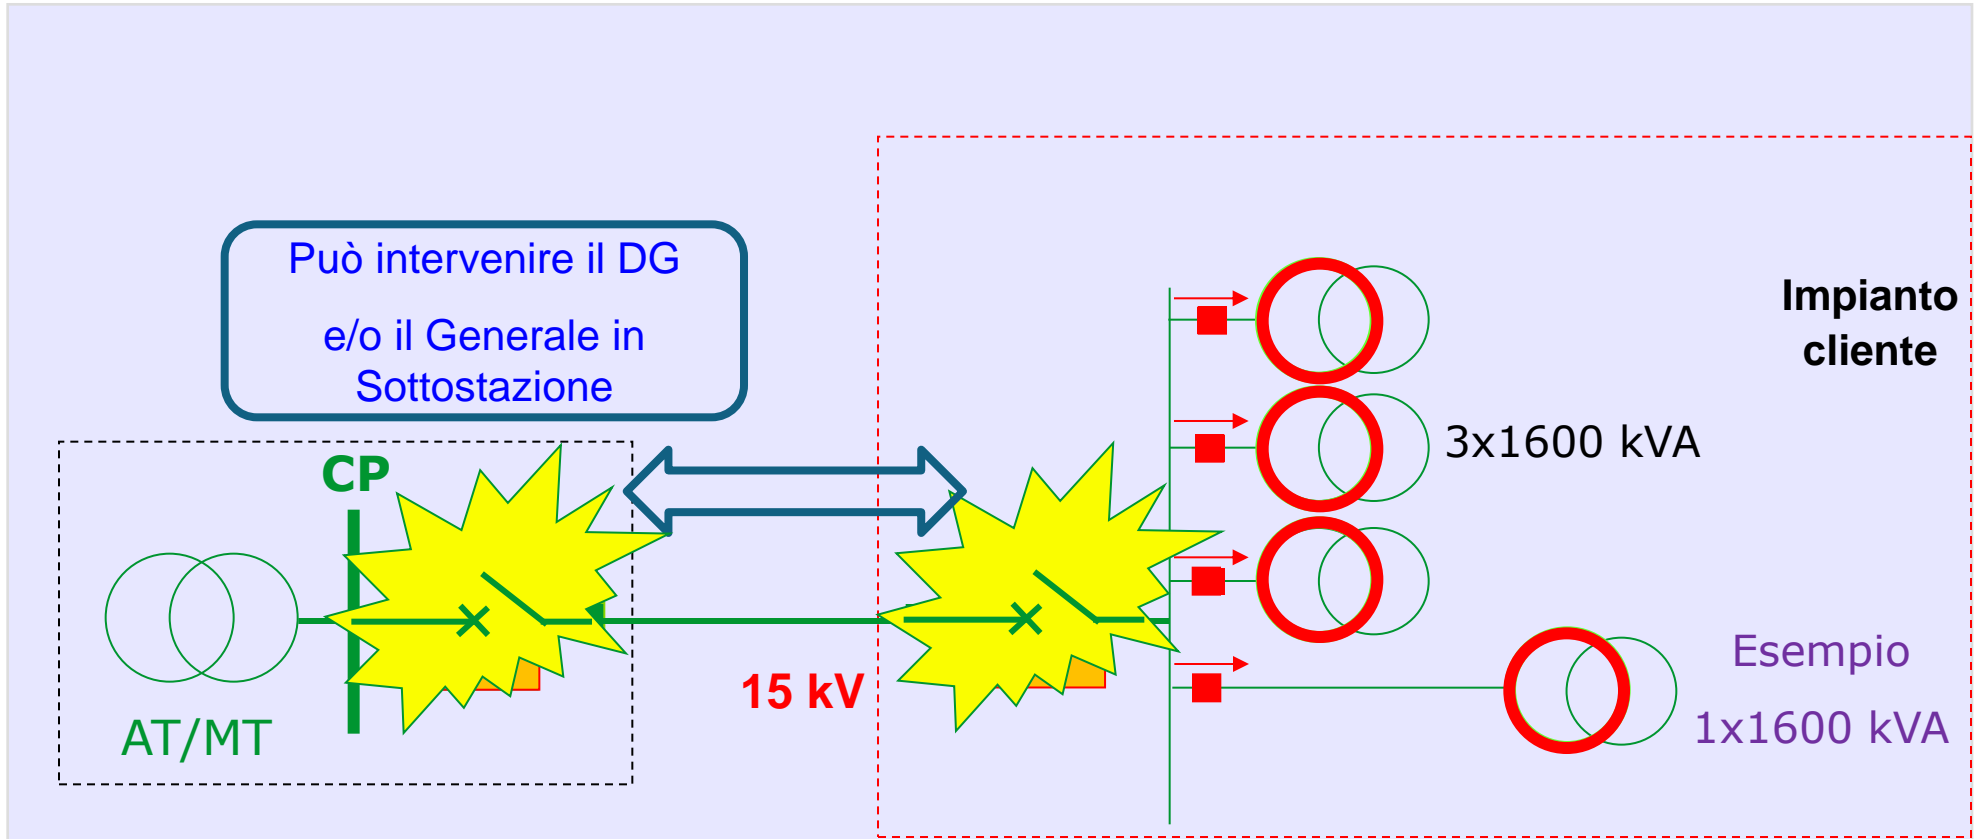 Può intervenire il DG
e/o il Generale in
Sottostazione
Impianto
cliente
3x1600 kVA
CP
15 kV
Esempio
1x1600 kVA
AT/MT